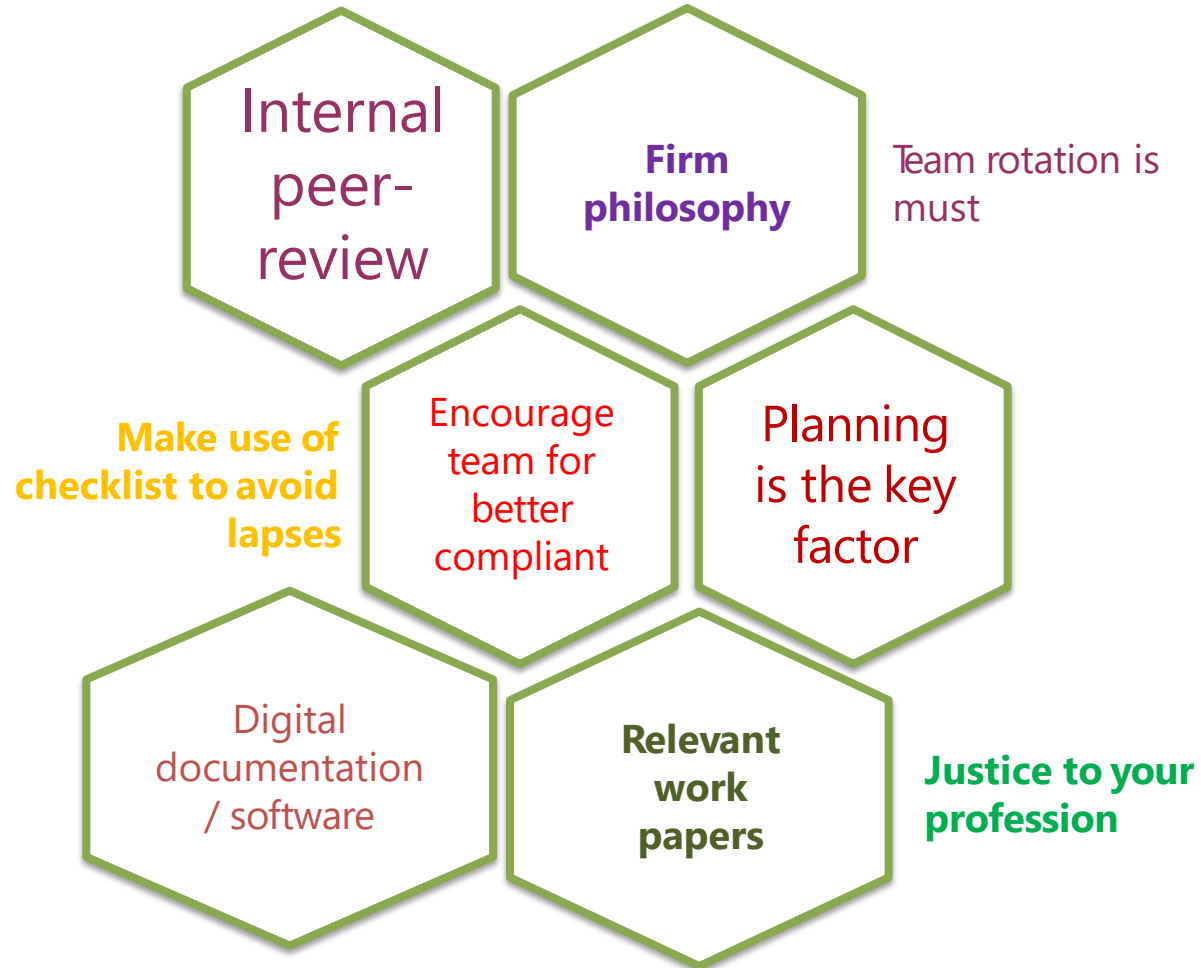 Internal
peer-
review
Firm
philosophy
Team rotation is
must
Make use of
checklist to avoid
lapses
Encourage
team for
better
compliant
Planning
is the key
factor
Digital
documentation
/ software
Relevant
work
papers
Justice to your
profession